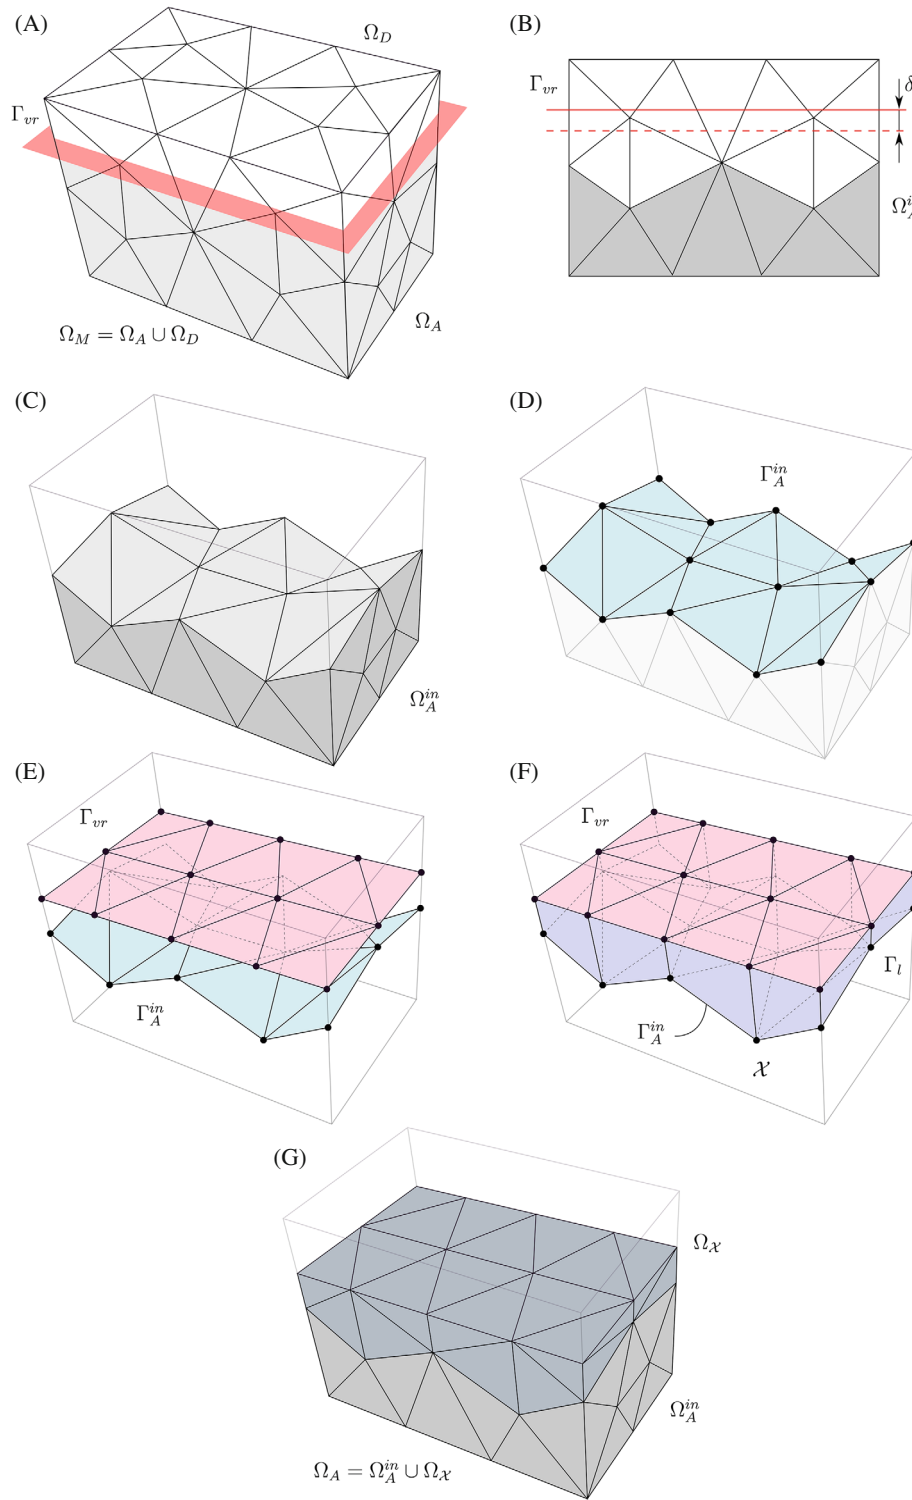 (A)
Ω_D
Γ_vr
Ω_A
Ω_M = Ω_A ∪ Ω_D
(B)
Γ_vr
δ
(C)
Ω_A^in
(D)
Γ_A^in
(E)
Γ_vr
Γ_A^in
(F)
Γ_vr
Γ_l
Γ_A^in
𝒳
(G)
Ω_𝒳
Ω_A^in
Ω_A = Ω_A^in ∪ Ω_𝒳